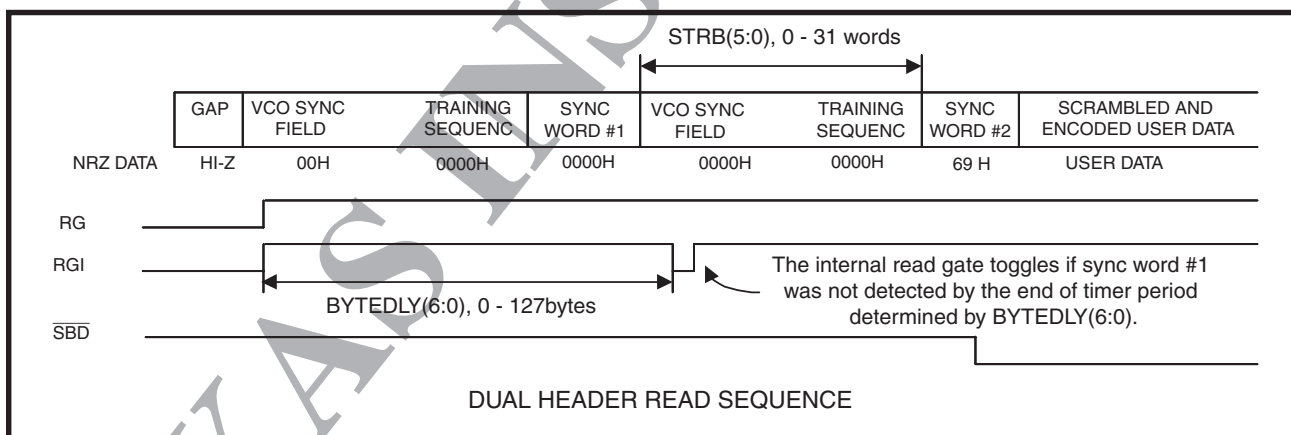 STRB(5:0), 0 - 31 words
GAP VCO SYNC FIELD TRAINING SEQUENC SYNC WORD #1 VCO SYNC FIELD TRAINING SEQUENC SYNC WORD #2 SCRAMBLED AND ENCODED USER DATA
NRZ DATA HI-Z 00H 0000H 0000H 0000H 0000H 69 H USER DATA
RG
RGI
The internal read gate toggles if sync word #1
was not detected by the end of timer period
determined by BYTEDLY(6:0).
BYTEDLY(6:0), 0 - 127bytes
SBD
DUAL HEADER READ SEQUENCE
XAS INS